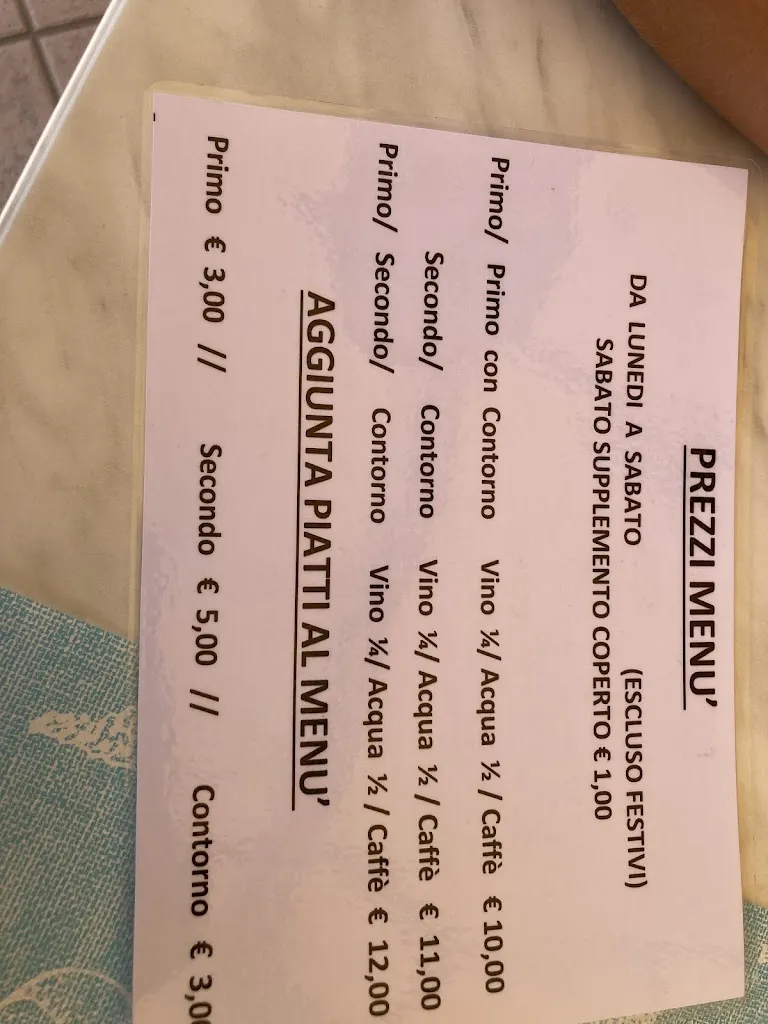 PREZZI MENU'
DA LUNEDI A SABATO (ESCLUSO FESTIVI)
SABATO SUPPLEMENTO COPERTO € 1,00
Primo/ Primo con Contorno Vino ¼/ Acqua ½ / Caffè € 10,00
Secondo/ Contorno Vino ¼/ Acqua ½ / Caffè € 11,00
Primo/ Secondo/ Contorno Vino ¼/ Acqua ½ / Caffè € 12,00
AGGIUNTA PIATTI AL MENU'
Primo € 3,00 // Secondo € 5,00 // Contorno € 3,00